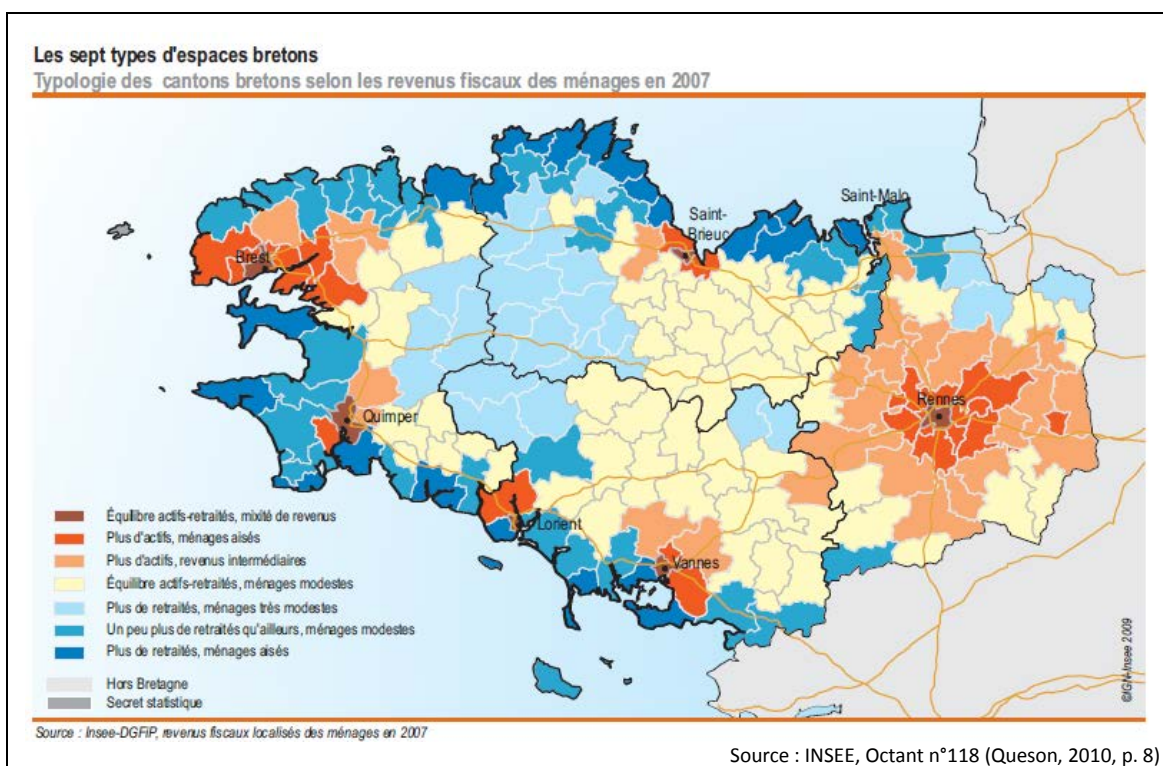 Les sept types d'espaces bretons
Typologie des cantons bretons selon les revenus fiscaux des ménages en 2007
Saint-Malo
Saint-
Brieuc
Brest
Rennes
Quimper
Lorient
Vannes
Équilibre actifs-retraités, mixité de revenus
Plus d'actifs, ménages aisés
Plus d'actifs, revenus intermédiaires
Équilibre actifs-retraités, ménages modestes
Plus de retraités, ménages très modestes
Un peu plus de retraités qu'ailleurs, ménages modestes
Plus de retraités, ménages aisés
Hors Bretagne
Secret statistique
©IGN-Insee 2009
Source : Insee-DGFiP, revenus fiscaux localisés des ménages en 2007
Source : INSEE, Octant n°118 (Queson, 2010, p. 8)